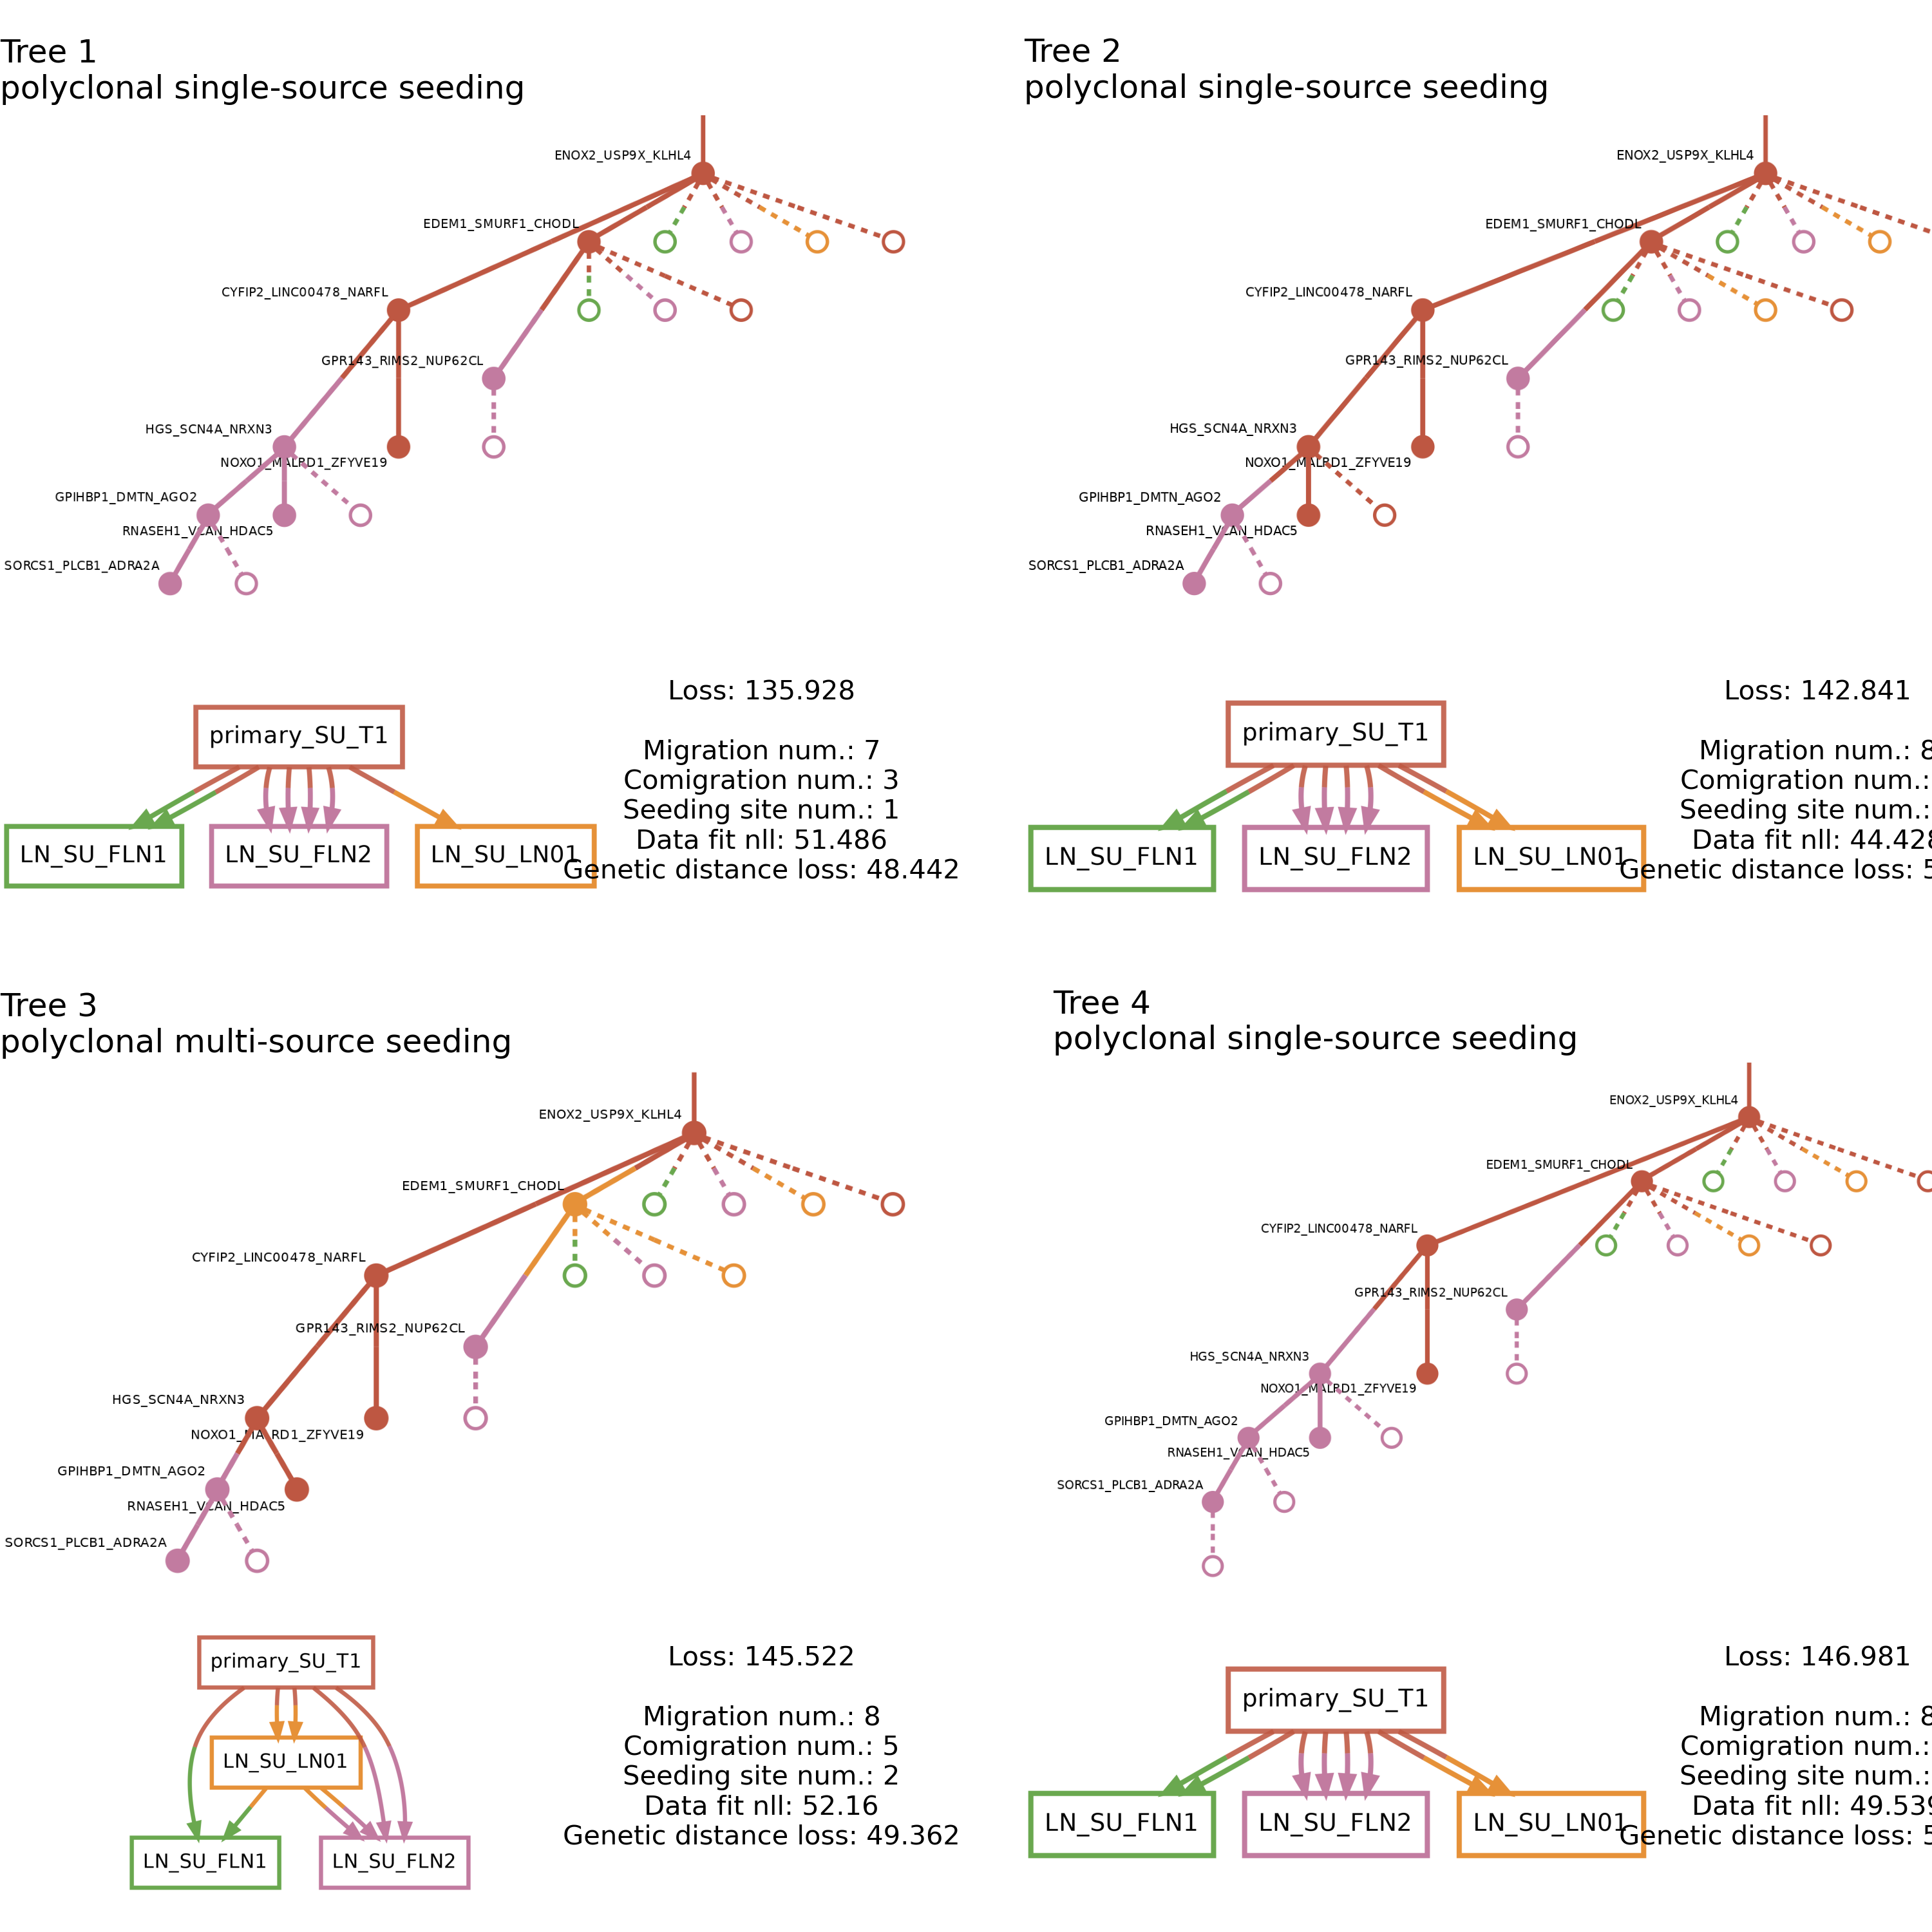 Tree 1
polyclonal single-source seeding
ENOX2_USP9X_KLHL4
EDEM1_SMURF1_CHODL
CYFIP2_LINC00478_NARFL
GPR143_RIMS2_NUP62CL
HGS_SCN4A_NRXN3
NOXO1_MALRD1_ZFYVE19
GPIHBP1_DMTN_AGO2
RNASEH1_VCAN_HDAC5
SORCS1_PLCB1_ADRA2A
primary_SU_T1
LN_SU_FLN1
LN_SU_FLN2
LN_SU_LN01
Loss: 135.928
Migration num.: 7
Comigration num.: 3
Seeding site num.: 1
Data fit nll: 51.486
Genetic distance loss: 48.442
Tree 2
polyclonal single-source seeding
ENOX2_USP9X_KLHL4
EDEM1_SMURF1_CHODL
CYFIP2_LINC00478_NARFL
GPR143_RIMS2_NUP62CL
HGS_SCN4A_NRXN3
NOXO1_MALRD1_ZFYVE19
GPIHBP1_DMTN_AGO2
RNASEH1_VCAN_HDAC5
SORCS1_PLCB1_ADRA2A
primary_SU_T1
LN_SU_FLN1
LN_SU_FLN2
LN_SU_LN01
Loss: 142.841
Migration num.: 8
Comigration num.:
Seeding site num.:
Data fit nll: 44.428
Genetic distance loss: 5
Tree 3
polyclonal multi-source seeding
ENOX2_USP9X_KLHL4
EDEM1_SMURF1_CHODL
CYFIP2_LINC00478_NARFL
GPR143_RIMS2_NUP62CL
HGS_SCN4A_NRXN3
NOXO1_MALRD1_ZFYVE19
GPIHBP1_DMTN_AGO2
RNASEH1_VCAN_HDAC5
SORCS1_PLCB1_ADRA2A
primary_SU_T1
LN_SU_LN01
LN_SU_FLN1
LN_SU_FLN2
Loss: 145.522
Migration num.: 8
Comigration num.: 5
Seeding site num.: 2
Data fit nll: 52.16
Genetic distance loss: 49.362
Tree 4
polyclonal single-source seeding
ENOX2_USP9X_KLHL4
EDEM1_SMURF1_CHODL
CYFIP2_LINC00478_NARFL
GPR143_RIMS2_NUP62CL
HGS_SCN4A_NRXN3
NOXO1_MALRD1_ZFYVE19
GPIHBP1_DMTN_AGO2
RNASEH1_VCAN_HDAC5
SORCS1_PLCB1_ADRA2A
primary_SU_T1
LN_SU_FLN1
LN_SU_FLN2
LN_SU_LN01
Loss: 146.981
Migration num.: 8
Comigration num.:
Seeding site num.:
Data fit nll: 49.539
Genetic distance loss: 5